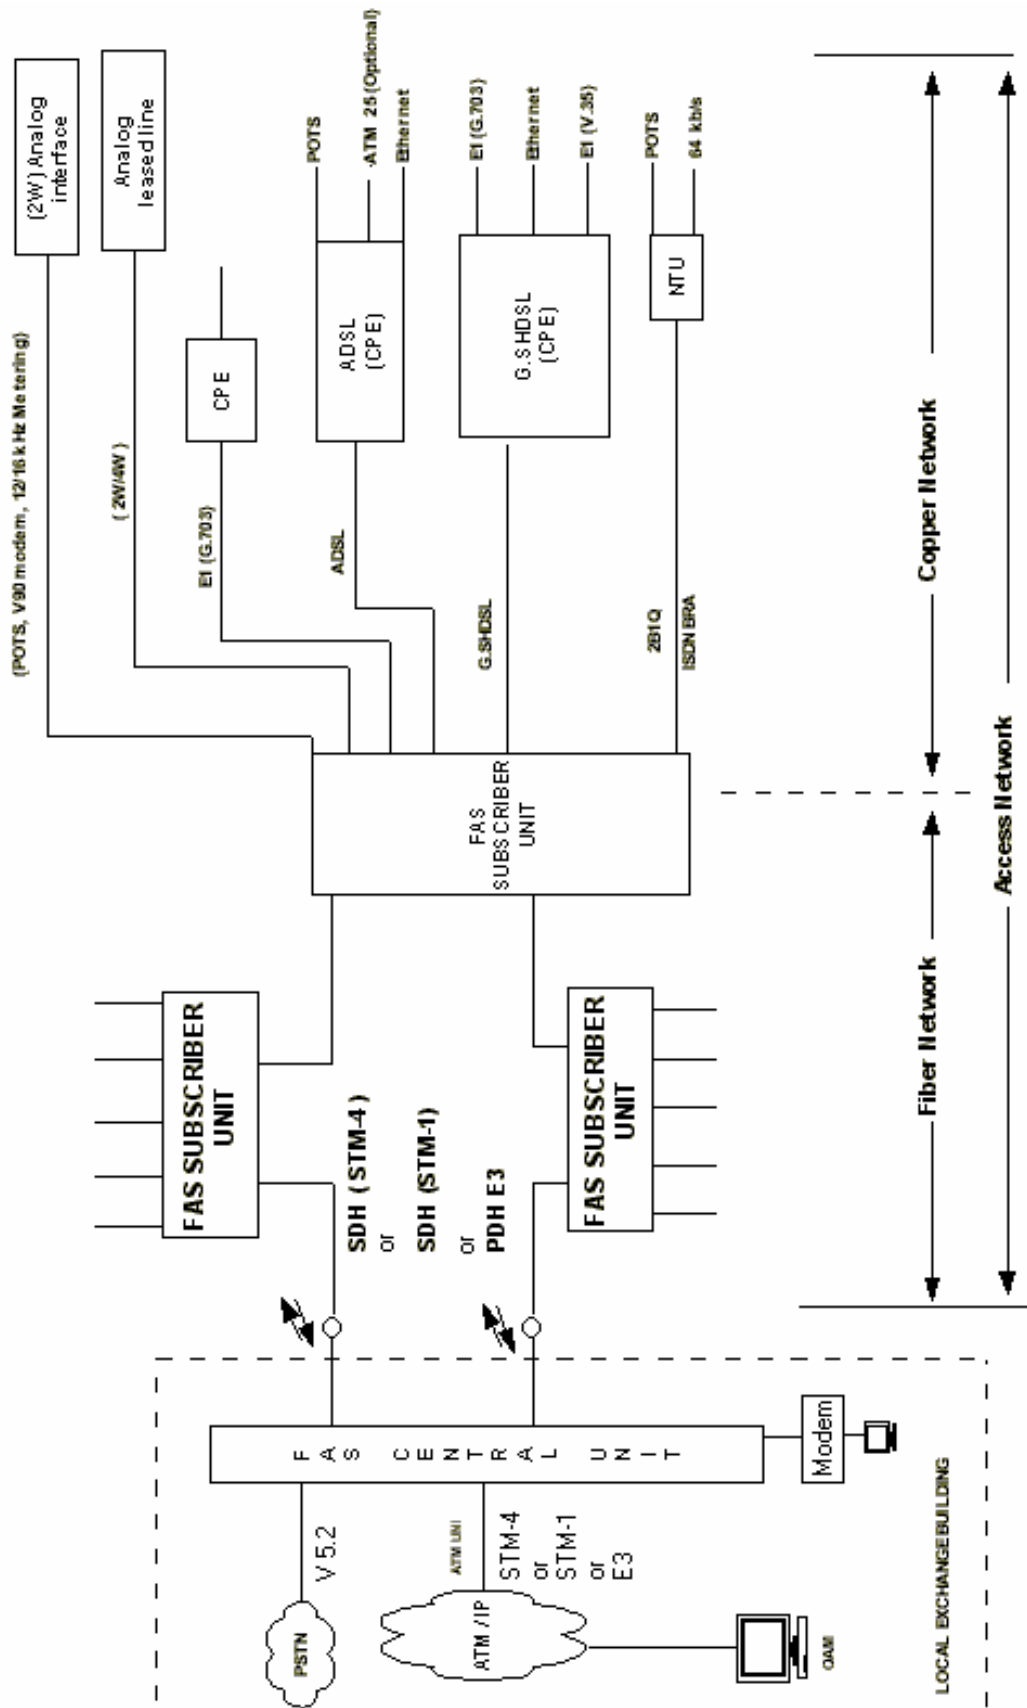 (2W) Analog
interface
Analog
leased line
(POTS, V90 modem, 12/16 kHz Metering)
( 2W/4W )
CPE
E1 (G.703)
POTS
ATM 25 (Optional)
Ethernet
ADSL
(CPE)
ADSL
E1 (G.703)
Ethernet
E1 (V.35)
G.SHDSL
(CPE)
G.SHDSL
POTS
64 kb/s
NTU
2B1Q
ISDN BRA
FAS
SUBSCRIBER
UNIT
FAS SUBSCRIBER
UNIT
FAS SUBSCRIBER
UNIT
SDH ( STM-4 )
or
SDH (STM-1)
or
PDH E3
FAS CENTRAL UNIT
PSTN
V 5.2
ATM / IP
ATM UNI
STM-4
or
STM-1
or
E3
Modem
OAM
LOCAL EXCHANGE BUILDING
Fiber Network
Copper Network
Access Network